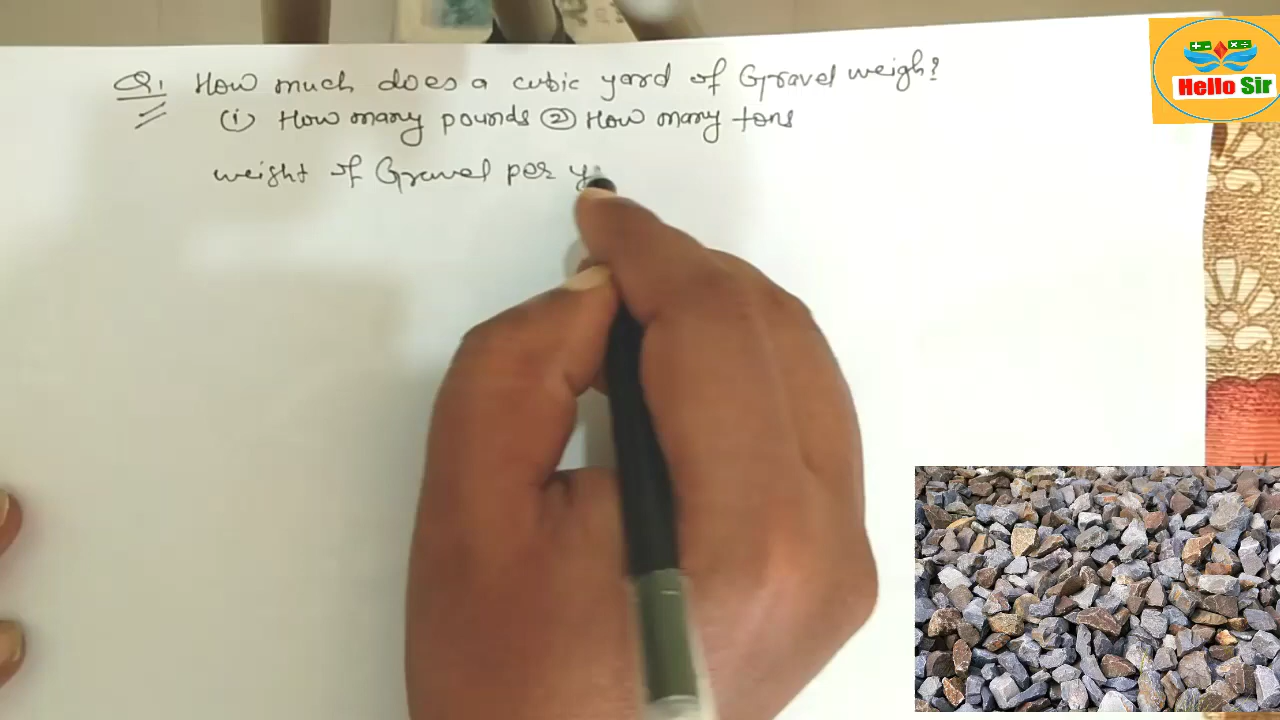 Q1. How much does a cubic yard of Gravel weigh?
(i) How many pounds (2) How many tons
weight of Gravel per y
Hello Sir